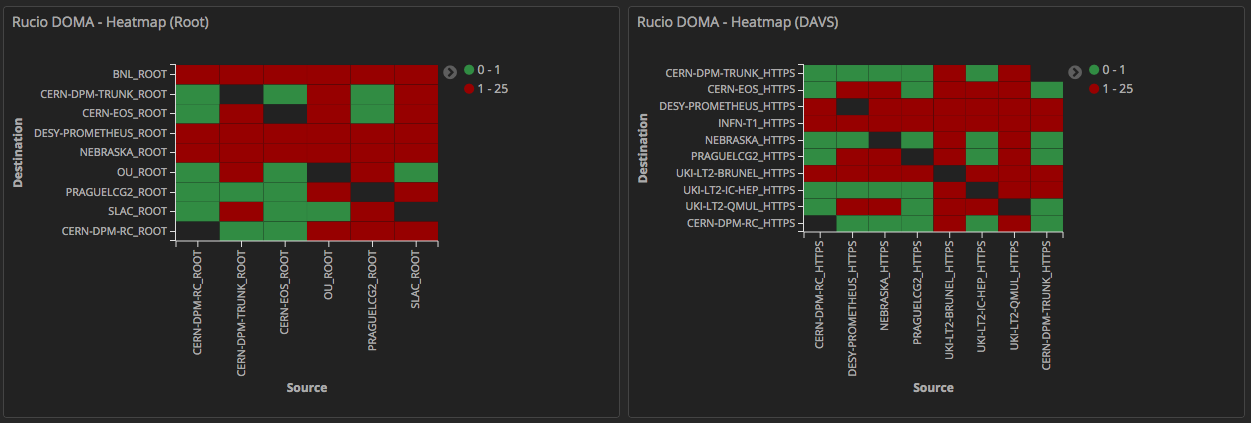 Rucio DOMA - Heatmap (Root)
BNL_ROOT
CERN-DPM-TRUNK_ROOT
CERN-EOS_ROOT
DESY-PROMETHEUS_ROOT
NEBRASKA_ROOT
OU_ROOT
PRAGUELCG2_ROOT
SLAC_ROOT
CERN-DPM-RC_ROOT
Destination
CERN-DPM-RC_ROOT
CERN-DPM-TRUNK_ROOT
CERN-EOS_ROOT
OU_ROOT
PRAGUELCG2_ROOT
SLAC_ROOT
Source
0 - 1
1 - 25
Rucio DOMA - Heatmap (DAVS)
CERN-DPM-TRUNK_HTTPS
CERN-EOS_HTTPS
DESY-PROMETHEUS_HTTPS
INFN-T1_HTTPS
NEBRASKA_HTTPS
PRAGUELCG2_HTTPS
UKI-LT2-BRUNEL_HTTPS
UKI-LT2-IC-HEP_HTTPS
UKI-LT2-QMUL_HTTPS
CERN-DPM-RC_HTTPS
Destination
CERN-DPM-RC_HTTPS
DESY-PROMETHEUS_HTTPS
NEBRASKA_HTTPS
PRAGUELCG2_HTTPS
UKI-LT2-BRUNEL_HTTPS
UKI-LT2-IC-HEP_HTTPS
UKI-LT2-QMUL_HTTPS
CERN-DPM-TRUNK_HTTPS
Source
0 - 1
1 - 25